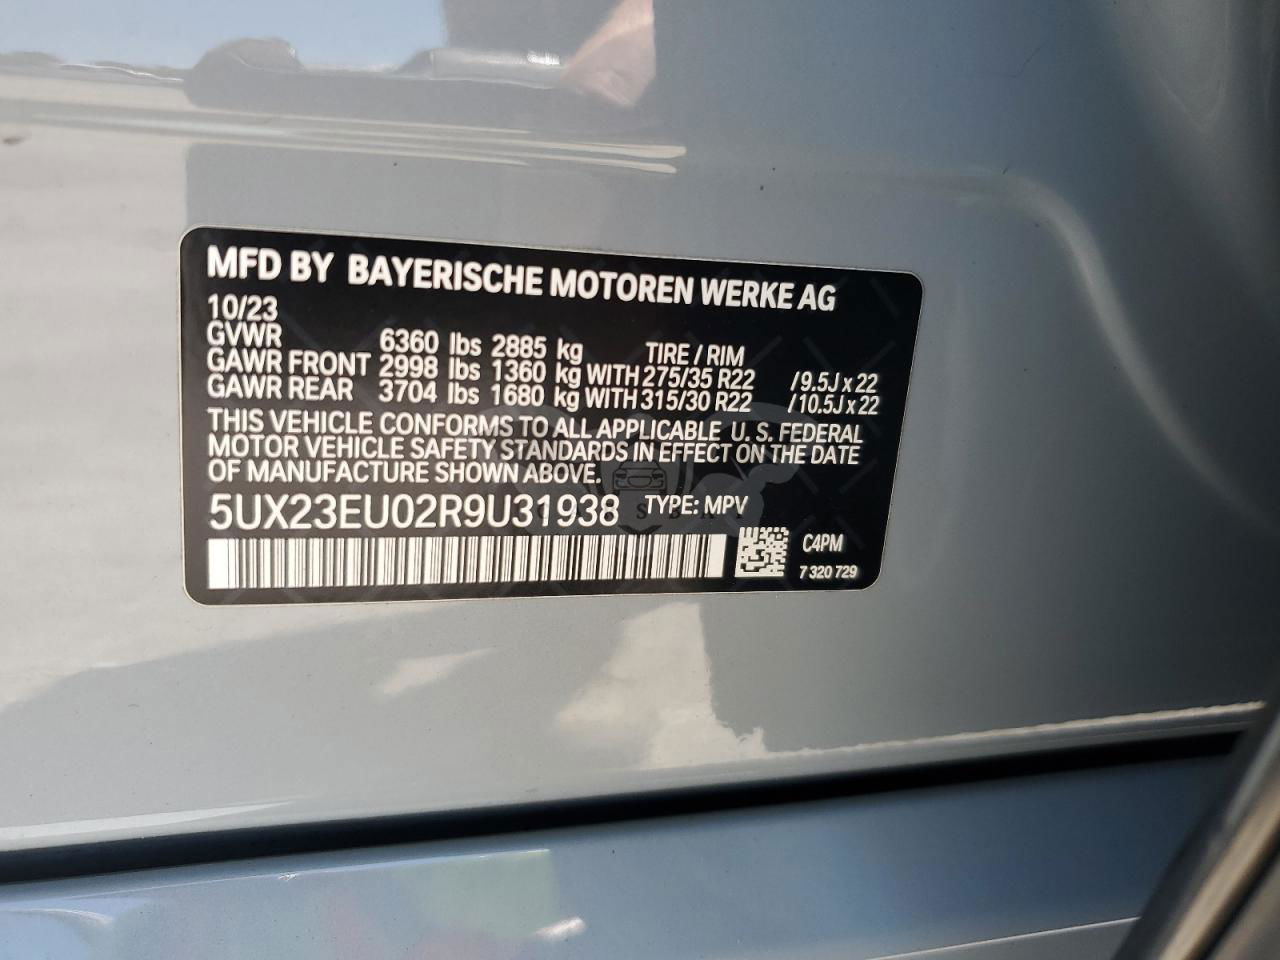 MFD BY BAYERISCHE MOTOREN WERKE AG
10/23
GVWR 6360 lbs 2885 kg TIRE / RIM
GAWR FRONT 2998 lbs 1360 kg WITH 275/35 R22 /9.5J x 22
GAWR REAR 3704 lbs 1680 kg WITH 315/30 R22 /10.5J x 22
THIS VEHICLE CONFORMS TO ALL APPLICABLE U.S. FEDERAL
MOTOR VEHICLE SAFETY STANDARDS IN EFFECT ON THE DATE
OF MANUFACTURE SHOWN ABOVE.
5UX23EU02R9U31938 TYPE: MPV
C4PM
7 320 729